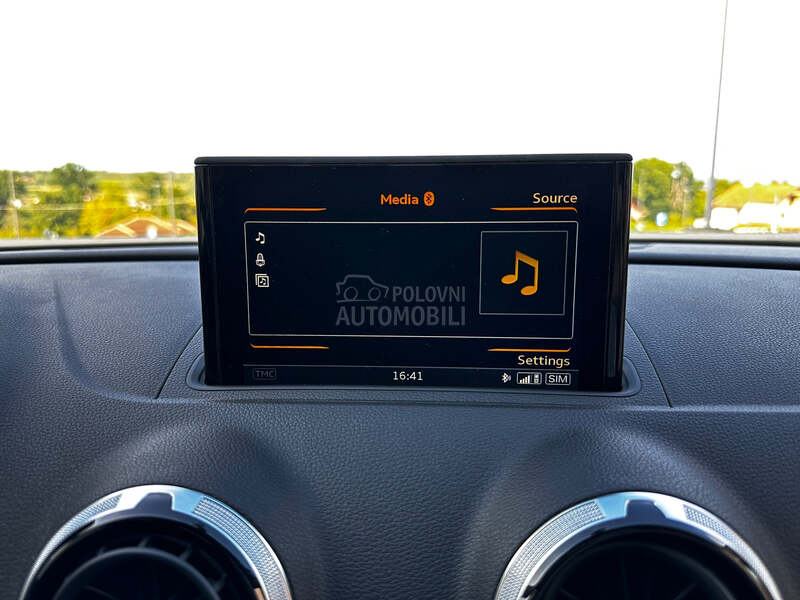 Media
Source
POLOVNI
AUTOMOBILI
Settings
TMC
16:41
SIM